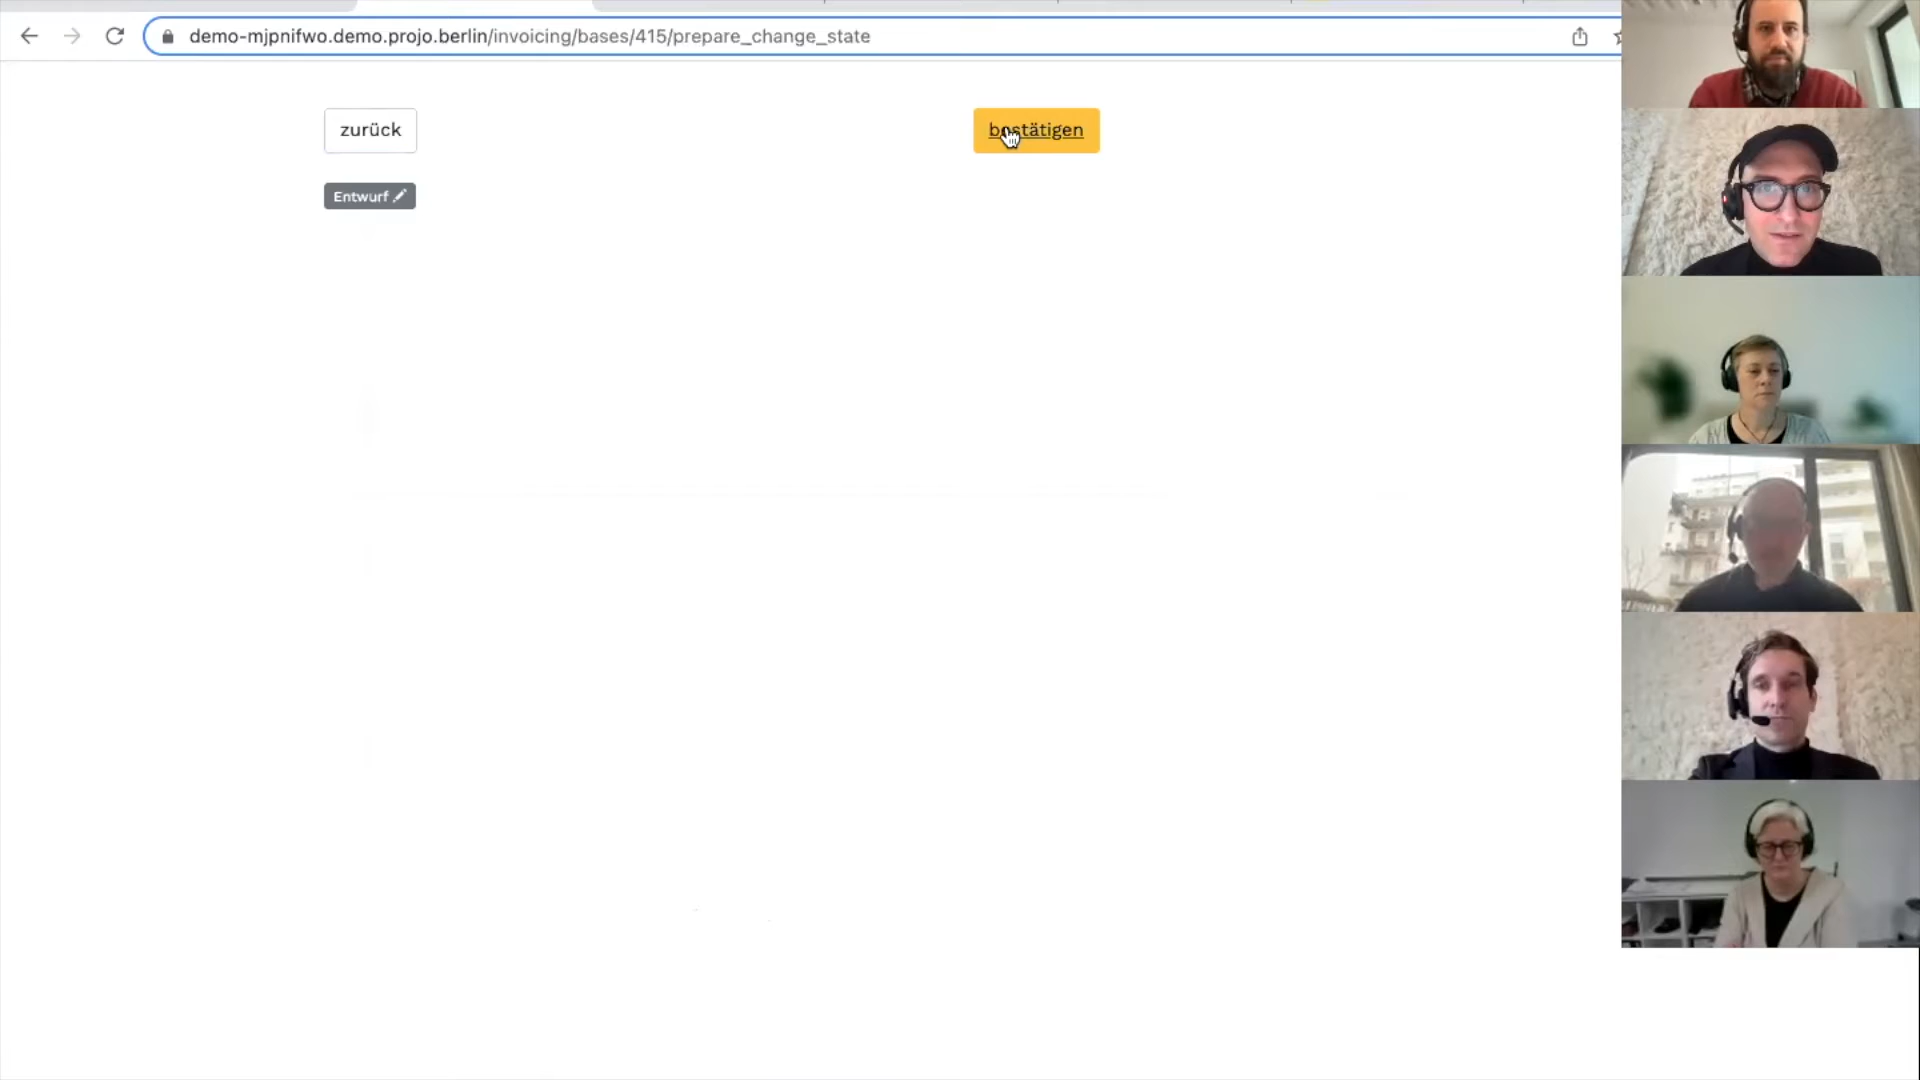 demo-mjpnifwo.demo.projo.berlin/invoicing/bases/415/prepare_change_state
zurück
bestätigen
Entwurf